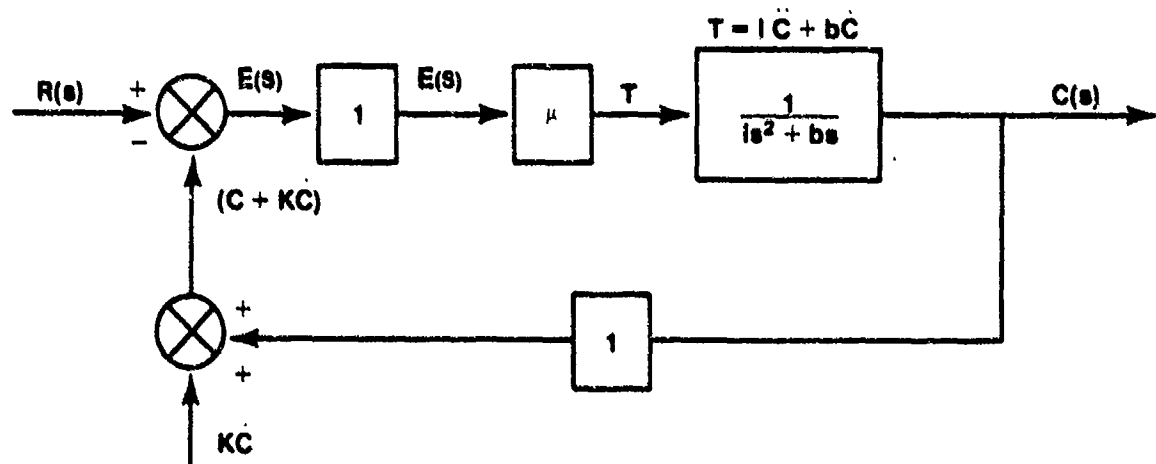 T = I C̈ + bĊ
R(s)
+
−
E(S)
1
E(S)
μ
T
1
is² + bs
C(s)
(C + KĊ)
+
+
1
KĊ